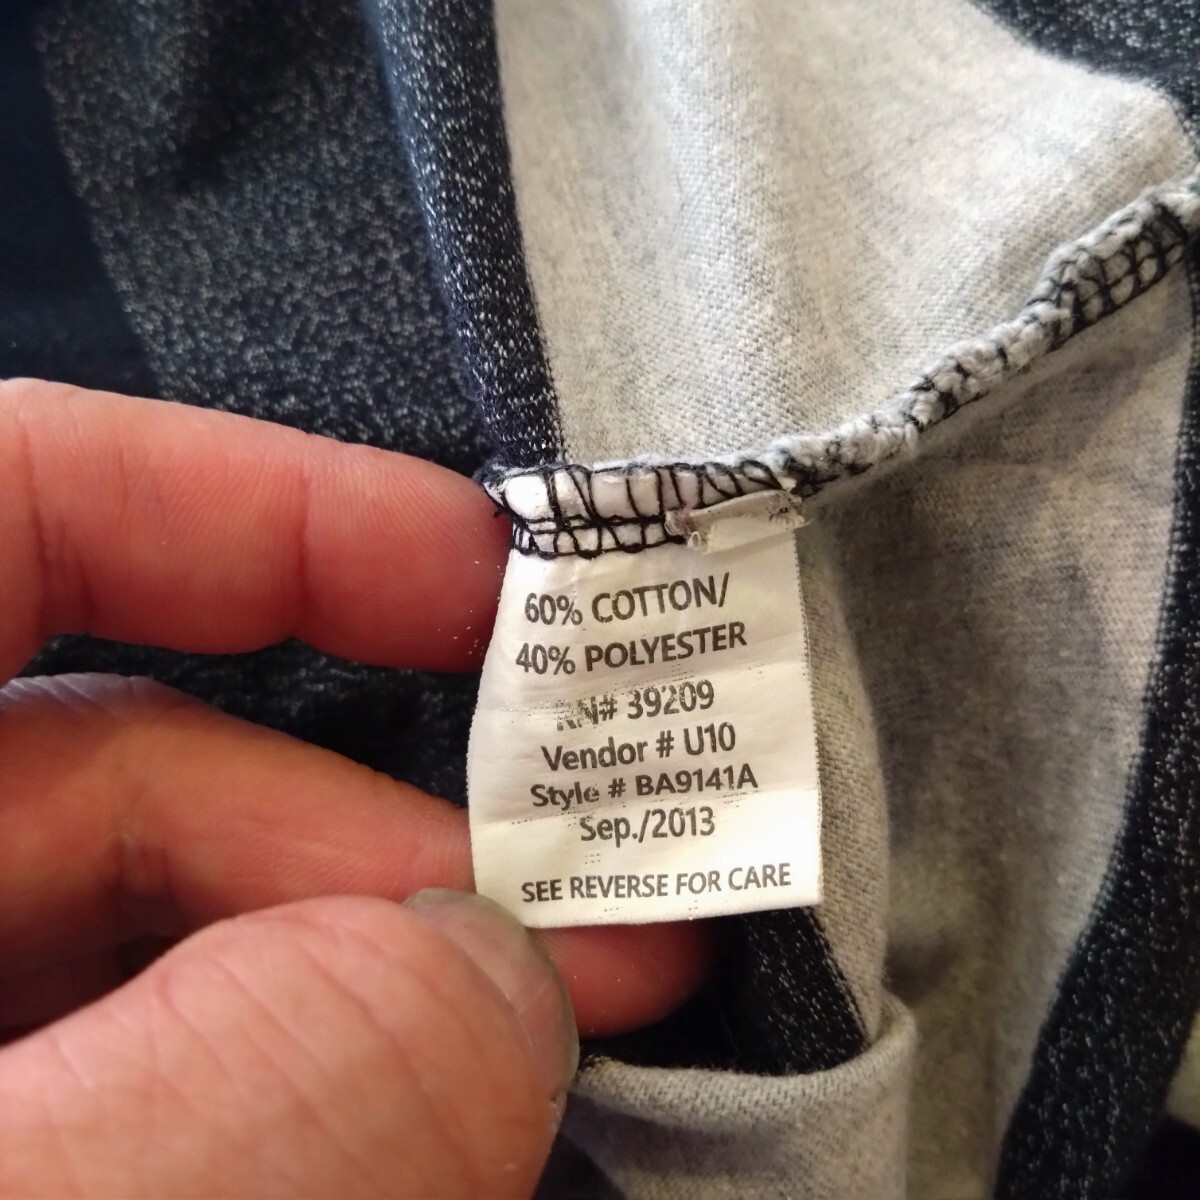 60% COTTON/
40% POLYESTER
RN# 39209
Vendor # U10
Style # BA9141A
Sep./2013
SEE REVERSE FOR CARE